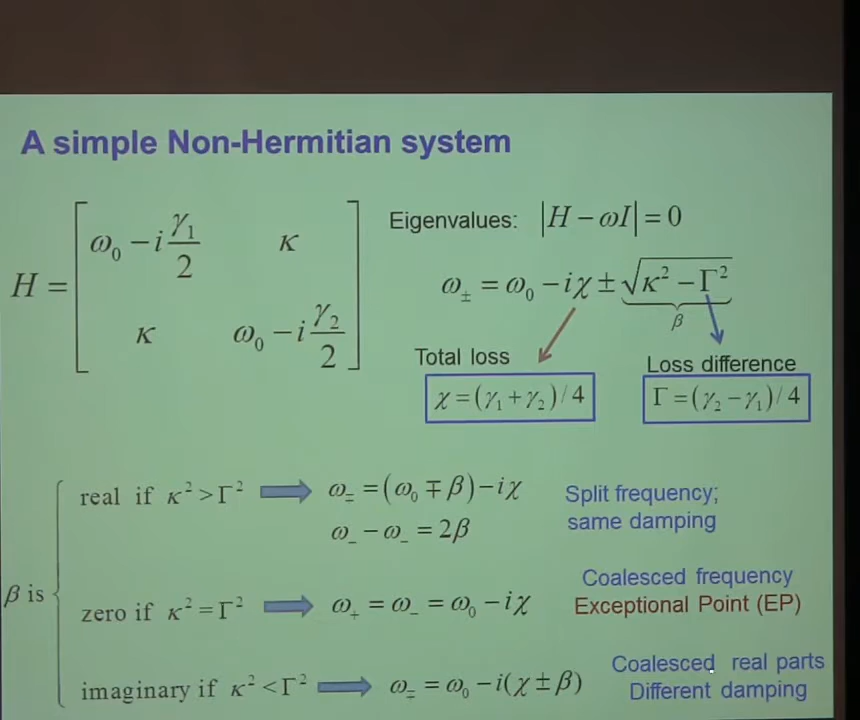 A simple Non-Hermitian system
H = [ ω₀ − i γ₁/2   κ
κ   ω₀ − i γ₂/2 ]
Eigenvalues: |H − ωI| = 0
ω± = ω₀ − iχ ± √(κ² − Γ²)
β
Total loss
χ = (γ₁ + γ₂) / 4
Loss difference
Γ = (γ₂ − γ₁) / 4
β is
real if κ² > Γ² ω∓ = (ω₀ ∓ β) − iχ
ω₋ − ω₋ = 2β
Split frequency;
same damping
zero if κ² = Γ² ω₊ = ω₋ = ω₀ − iχ
Coalesced frequency
Exceptional Point (EP)
imaginary if κ² < Γ² ω∓ = ω₀ − i(χ ± β)
Coalesced real parts
Different damping